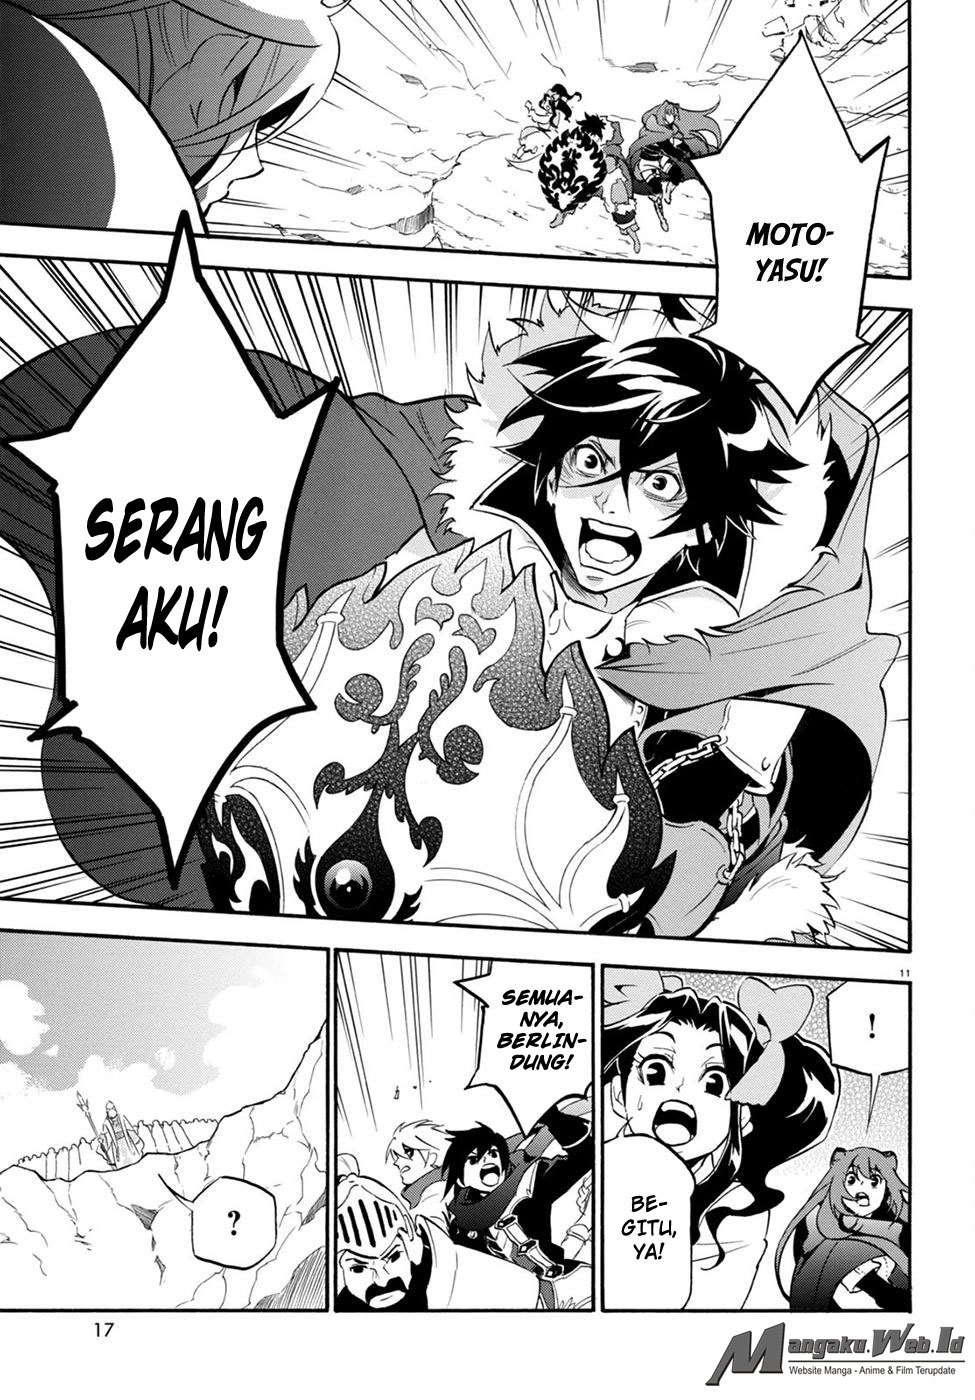 MOTO-
YASU!
SERANG
AKU!
11
!
BE-
GITU,
YA!
SEMUA-
NYA,
BERLIN-
DUNG!
?
17
Mangaku.Web.Id
Website Manga - Anime & Film Terupdate